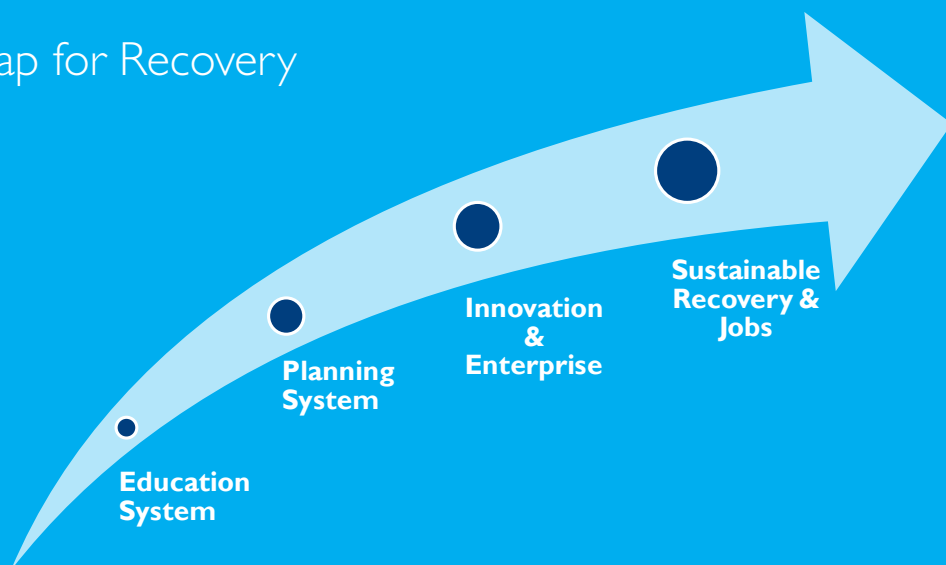 ap for Recovery
Sustainable
Recovery &
Jobs
Innovation
&
Enterprise
Planning
System
Education
System